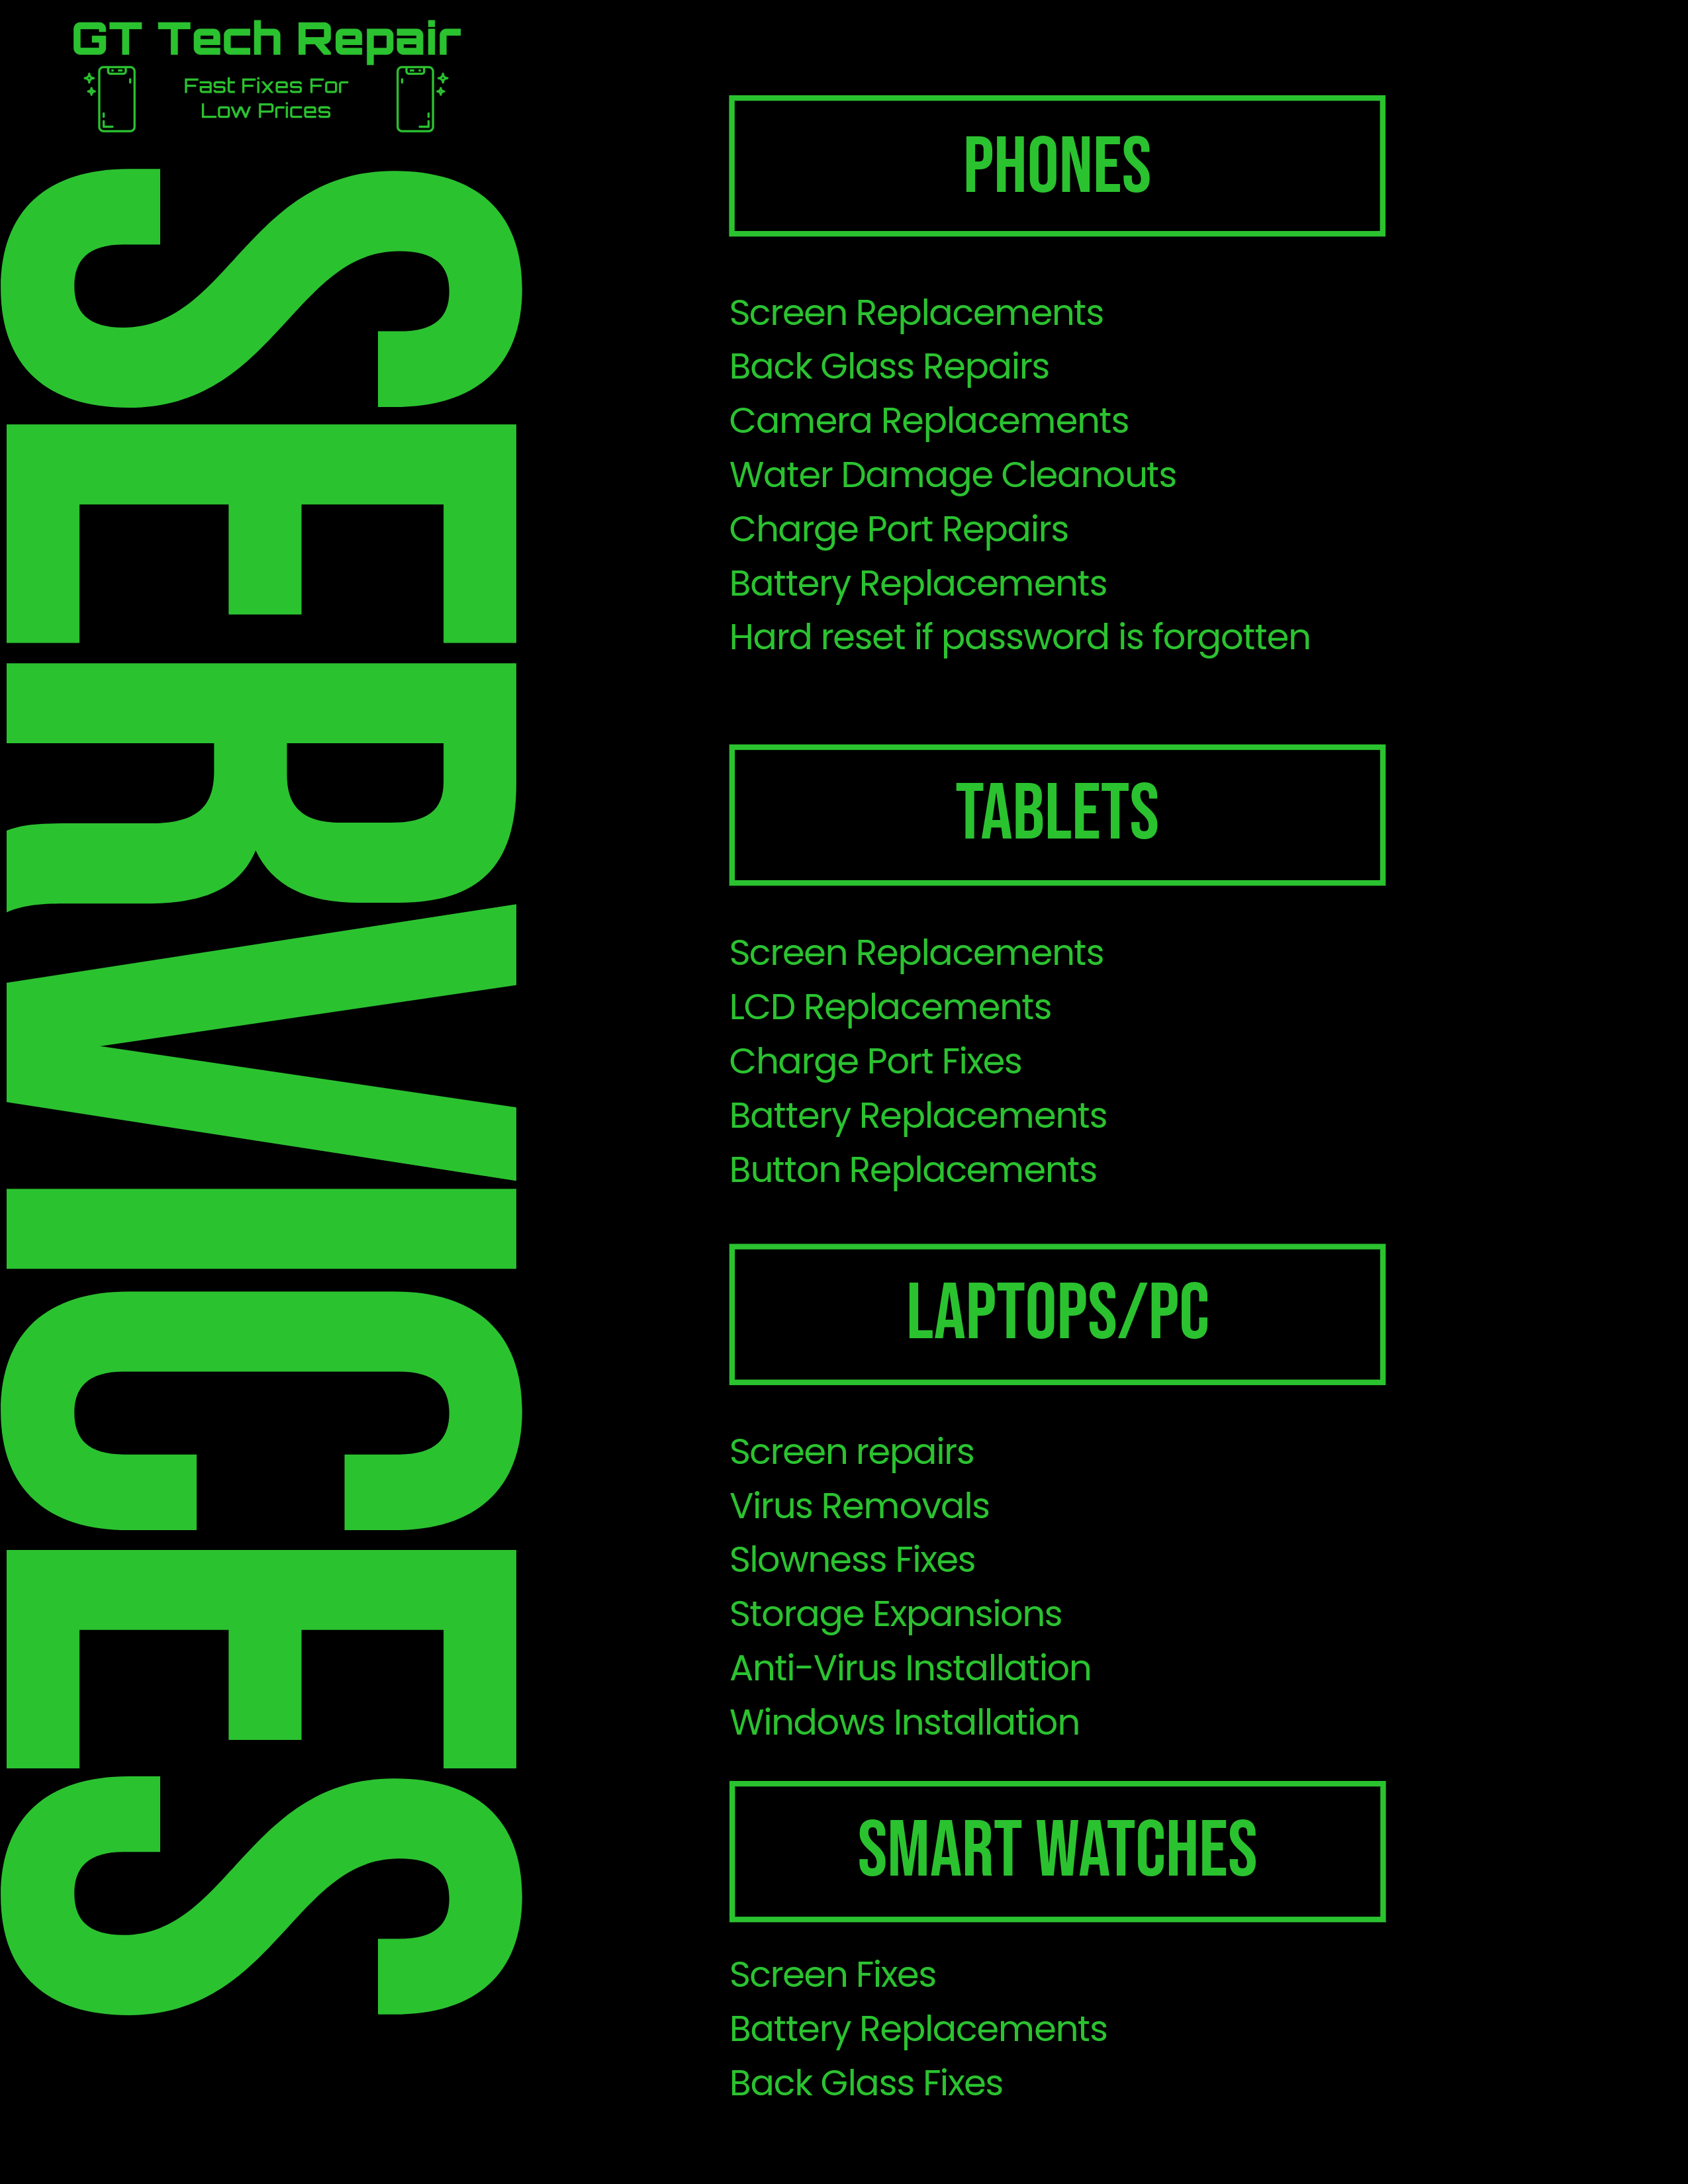 GT Tech Repair
Fast Fixes For
Low Prices
SERVICES
PHONES
Screen Replacements
Back Glass Repairs
Camera Replacements
Water Damage Cleanouts
Charge Port Repairs
Battery Replacements
Hard reset if password is forgotten
TABLETS
Screen Replacements
LCD Replacements
Charge Port Fixes
Battery Replacements
Button Replacements
LAPTOPS/PC
Screen repairs
Virus Removals
Slowness Fixes
Storage Expansions
Anti-Virus Installation
Windows Installation
SMART WATCHES
Screen Fixes
Battery Replacements
Back Glass Fixes